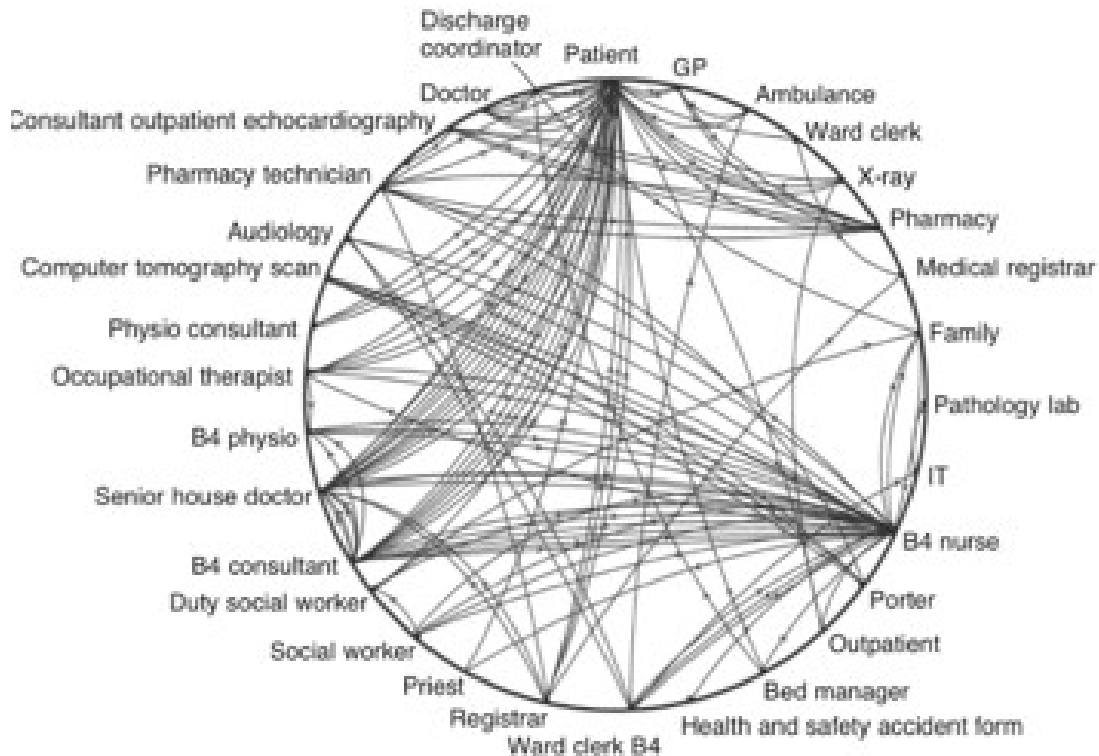 Discharge
coordinator
Patient
GP
Doctor
Ambulance
Consultant outpatient echocardiography
Ward clerk
Pharmacy technician
X-ray
Pharmacy
Audiology
Computer tomography scan
Medical registrar
Physio consultant
Family
Occupational therapist
Pathology lab
B4 physio
IT
Senior house doctor
B4 nurse
B4 consultant
Duty social worker
Porter
Social worker
Outpatient
Priest
Bed manager
Registrar
Health and safety accident form
Ward clerk B4